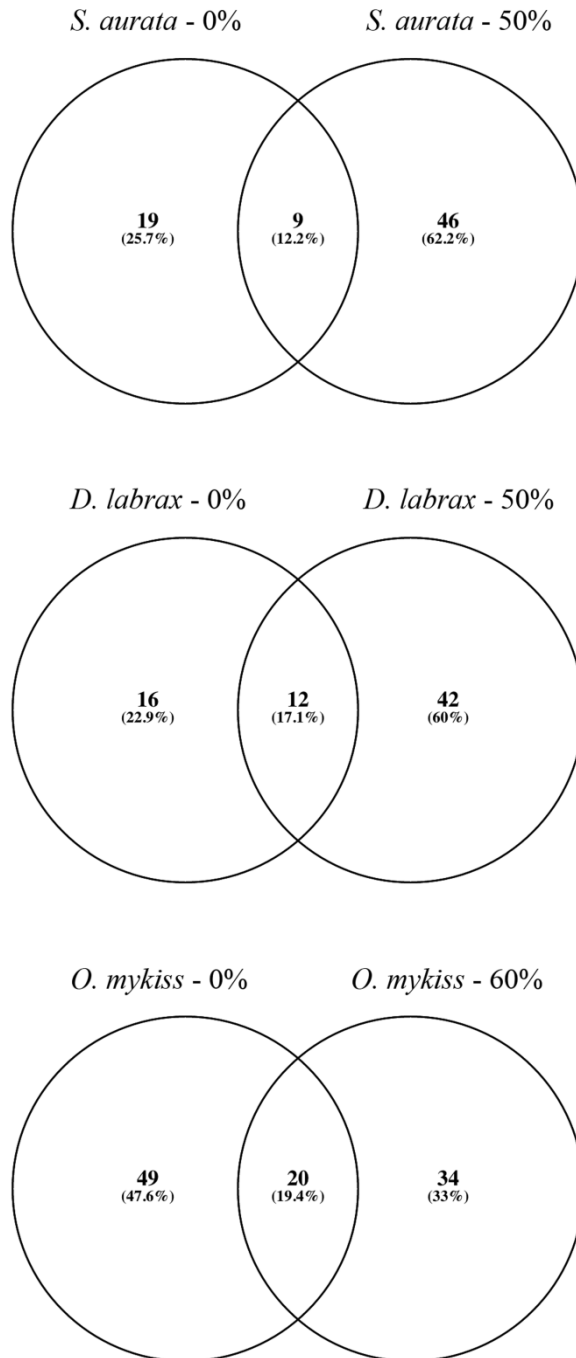 S. aurata - 0% S. aurata - 50%
19 9 46
(25.7%) (12.2%) (62.2%)
D. labrax - 0% D. labrax - 50%
16 12 42
(22.9%) (17.1%) (60%)
O. mykiss - 0% O. mykiss - 60%
49 20 34
(47.6%) (19.4%) (33%)